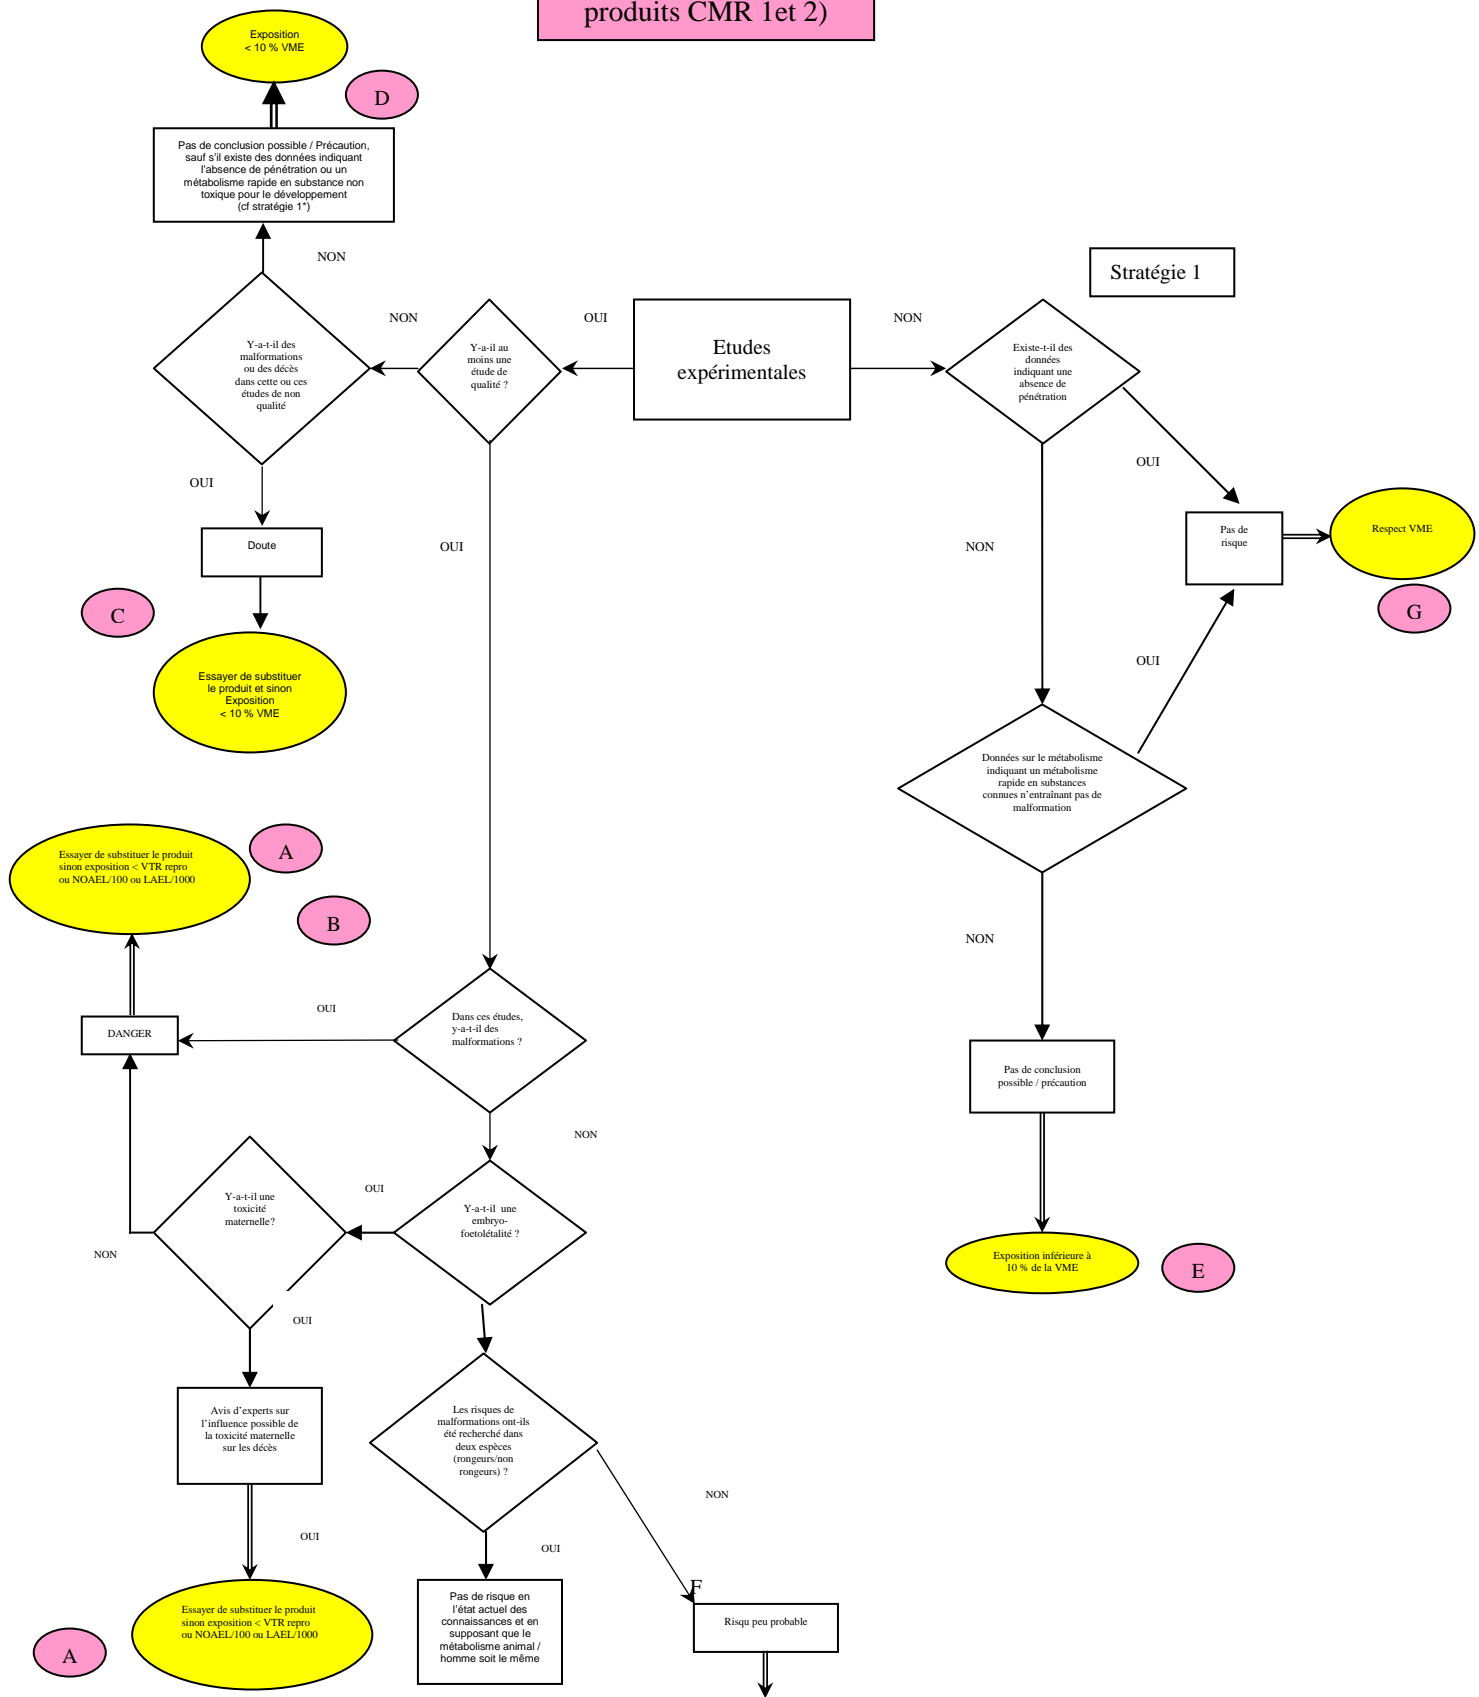 produits CMR 1et 2)
Exposition
< 10 % VME
D
Pas de conclusion possible / Précaution,
sauf s'il existe des données indiquant
l'absence de pénétration ou un
métabolisme rapide en substance non
toxique pour le développement
(cf stratégie 1*)
NON
Stratégie 1
NON
OUI
NON
Y-a-t-il des
malformations
ou des décès
dans cette ou ces
études de non
qualité
Y-a-il au
moins une
étude de
qualité ?
Etudes
expérimentales
Existe-t-il des
données
indiquant une
absence de
pénétration
OUI
OUI
Doute
OUI
NON
Pas de
risque
Respect VME
C
G
Essayer de substituer
le produit et sinon
Exposition
< 10 % VME
OUI
Données sur le métabolisme
indiquant un métabolisme
rapide en substances
connues n'entraînant pas de
malformation
Essayer de substituer le produit
sinon exposition < VTR repro
ou NOAEL/100 ou LAEL/1000
A
B
NON
OUI
DANGER
Dans ces études,
y-a-t-il des
malformations ?
Pas de conclusion
possible / précaution
NON
Y-a-t-il une
toxicité
maternelle?
OUI
Y-a-t-il  une
embryo-
foetolétalité ?
NON
Exposition inférieure à
10 % de la VME
E
OUI
Avis d'experts sur
l'influence possible de
la toxicité maternelle
sur les décès
Les risques de
malformations ont-ils
été recherché dans
deux espèces
(rongeurs/non
rongeurs) ?
NON
OUI
OUI
F
Essayer de substituer le produit
sinon exposition < VTR repro
ou NOAEL/100 ou LAEL/1000
Pas de risque en
l'état actuel des
connaissances et en
supposant que le
métabolisme animal /
homme soit le même
Risqu peu probable
A